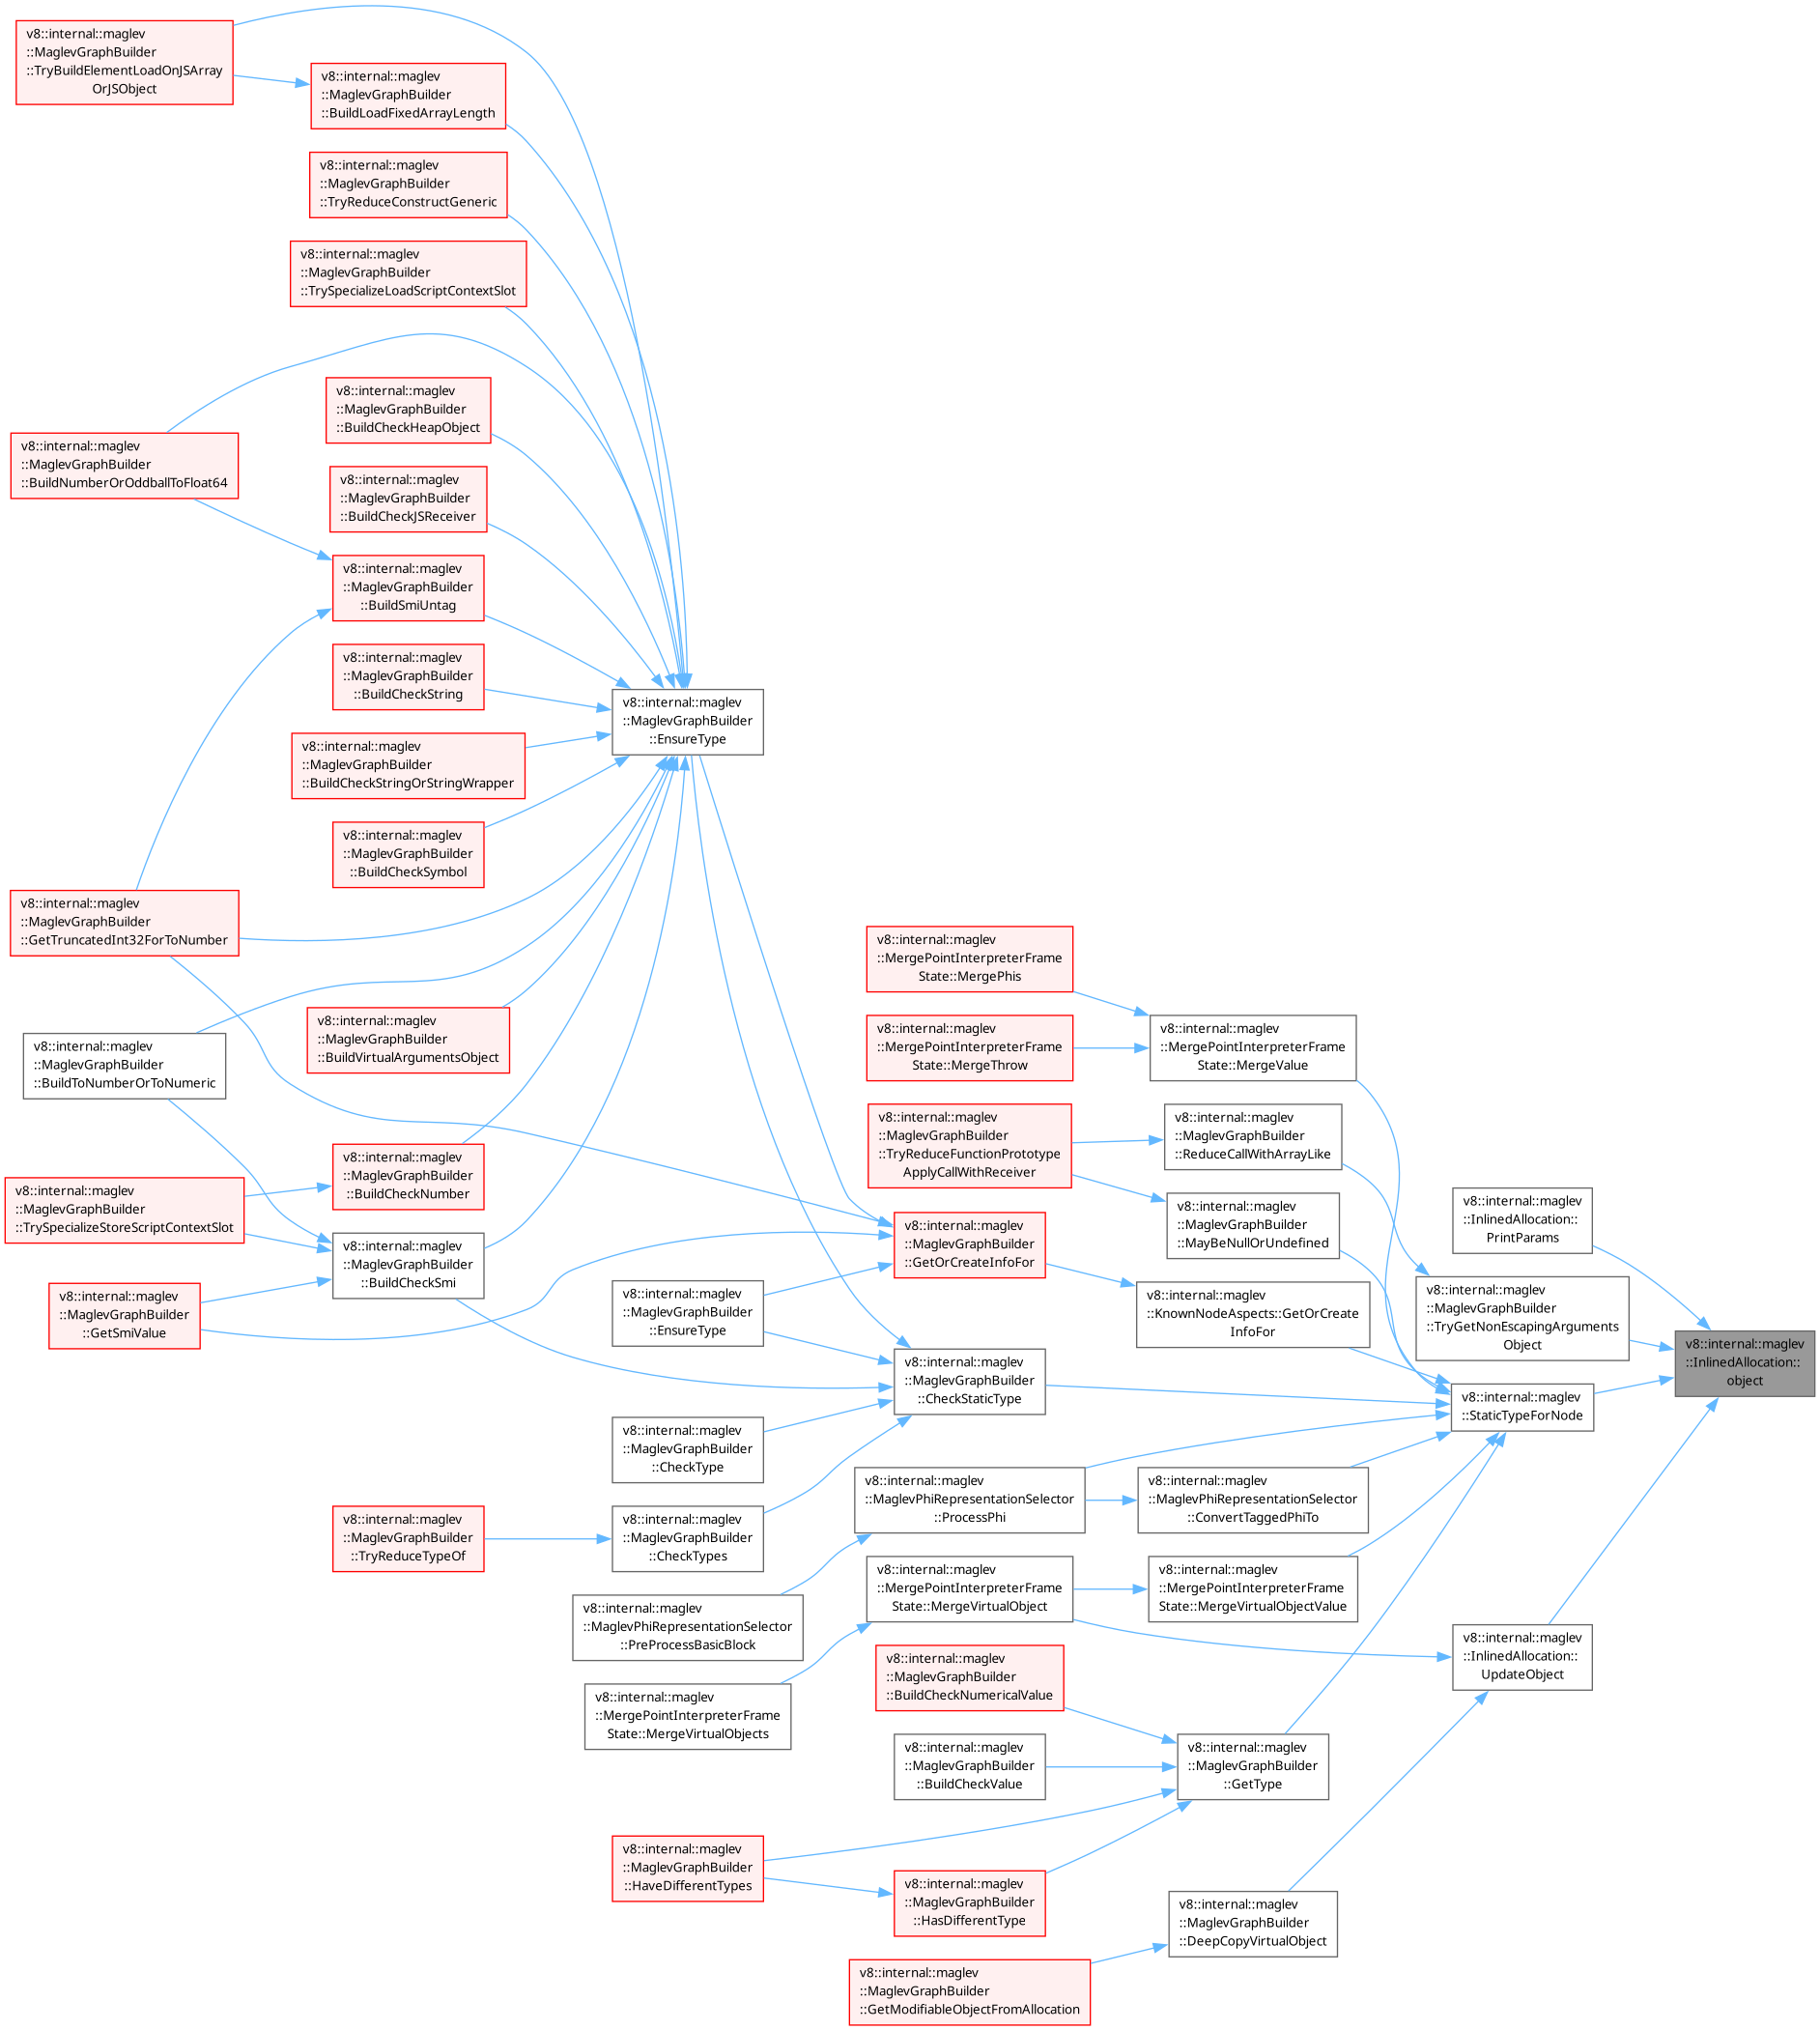 v8::internal::maglev
::MaglevGraphBuilder
::TryBuildElementLoadOnJSArray
OrJSObject
v8::internal::maglev
::MaglevGraphBuilder
::BuildLoadFixedArrayLength
v8::internal::maglev
::MaglevGraphBuilder
::TryReduceConstructGeneric
v8::internal::maglev
::MaglevGraphBuilder
::TrySpecializeLoadScriptContextSlot
v8::internal::maglev
::MaglevGraphBuilder
::BuildCheckHeapObject
v8::internal::maglev
::MaglevGraphBuilder
::BuildNumberOrOddballToFloat64
v8::internal::maglev
::MaglevGraphBuilder
::BuildCheckJSReceiver
v8::internal::maglev
::MaglevGraphBuilder
::BuildSmiUntag
v8::internal::maglev
::MaglevGraphBuilder
::BuildCheckString
v8::internal::maglev
::MaglevGraphBuilder
::EnsureType
v8::internal::maglev
::MaglevGraphBuilder
::BuildCheckStringOrStringWrapper
v8::internal::maglev
::MaglevGraphBuilder
::BuildCheckSymbol
v8::internal::maglev
::MaglevGraphBuilder
::GetTruncatedInt32ForToNumber
v8::internal::maglev
::MergePointInterpreterFrame
State::MergePhis
v8::internal::maglev
::MaglevGraphBuilder
::BuildVirtualArgumentsObject
v8::internal::maglev
::MergePointInterpreterFrame
State::MergeThrow
v8::internal::maglev
::MergePointInterpreterFrame
State::MergeValue
v8::internal::maglev
::MaglevGraphBuilder
::BuildToNumberOrToNumeric
v8::internal::maglev
::MaglevGraphBuilder
::TryReduceFunctionPrototype
ApplyCallWithReceiver
v8::internal::maglev
::MaglevGraphBuilder
::ReduceCallWithArrayLike
v8::internal::maglev
::MaglevGraphBuilder
::BuildCheckNumber
v8::internal::maglev
::MaglevGraphBuilder
::TrySpecializeStoreScriptContextSlot
v8::internal::maglev
::MaglevGraphBuilder
::MayBeNullOrUndefined
v8::internal::maglev
::InlinedAllocation::
PrintParams
v8::internal::maglev
::MaglevGraphBuilder
::GetOrCreateInfoFor
v8::internal::maglev
::MaglevGraphBuilder
::BuildCheckSmi
v8::internal::maglev
::MaglevGraphBuilder
::GetSmiValue
v8::internal::maglev
::MaglevGraphBuilder
::EnsureType
v8::internal::maglev
::KnownNodeAspects::GetOrCreate
InfoFor
v8::internal::maglev
::MaglevGraphBuilder
::TryGetNonEscapingArguments
Object
v8::internal::maglev
::InlinedAllocation::
object
v8::internal::maglev
::MaglevGraphBuilder
::CheckStaticType
v8::internal::maglev
::StaticTypeForNode
v8::internal::maglev
::MaglevGraphBuilder
::CheckType
v8::internal::maglev
::MaglevPhiRepresentationSelector
::ProcessPhi
v8::internal::maglev
::MaglevPhiRepresentationSelector
::ConvertTaggedPhiTo
v8::internal::maglev
::MaglevGraphBuilder
::TryReduceTypeOf
v8::internal::maglev
::MaglevGraphBuilder
::CheckTypes
v8::internal::maglev
::MergePointInterpreterFrame
State::MergeVirtualObject
v8::internal::maglev
::MergePointInterpreterFrame
State::MergeVirtualObjectValue
v8::internal::maglev
::MaglevPhiRepresentationSelector
::PreProcessBasicBlock
v8::internal::maglev
::InlinedAllocation::
UpdateObject
v8::internal::maglev
::MaglevGraphBuilder
::BuildCheckNumericalValue
v8::internal::maglev
::MergePointInterpreterFrame
State::MergeVirtualObjects
v8::internal::maglev
::MaglevGraphBuilder
::BuildCheckValue
v8::internal::maglev
::MaglevGraphBuilder
::GetType
v8::internal::maglev
::MaglevGraphBuilder
::HaveDifferentTypes
v8::internal::maglev
::MaglevGraphBuilder
::HasDifferentType
v8::internal::maglev
::MaglevGraphBuilder
::DeepCopyVirtualObject
v8::internal::maglev
::MaglevGraphBuilder
::GetModifiableObjectFromAllocation